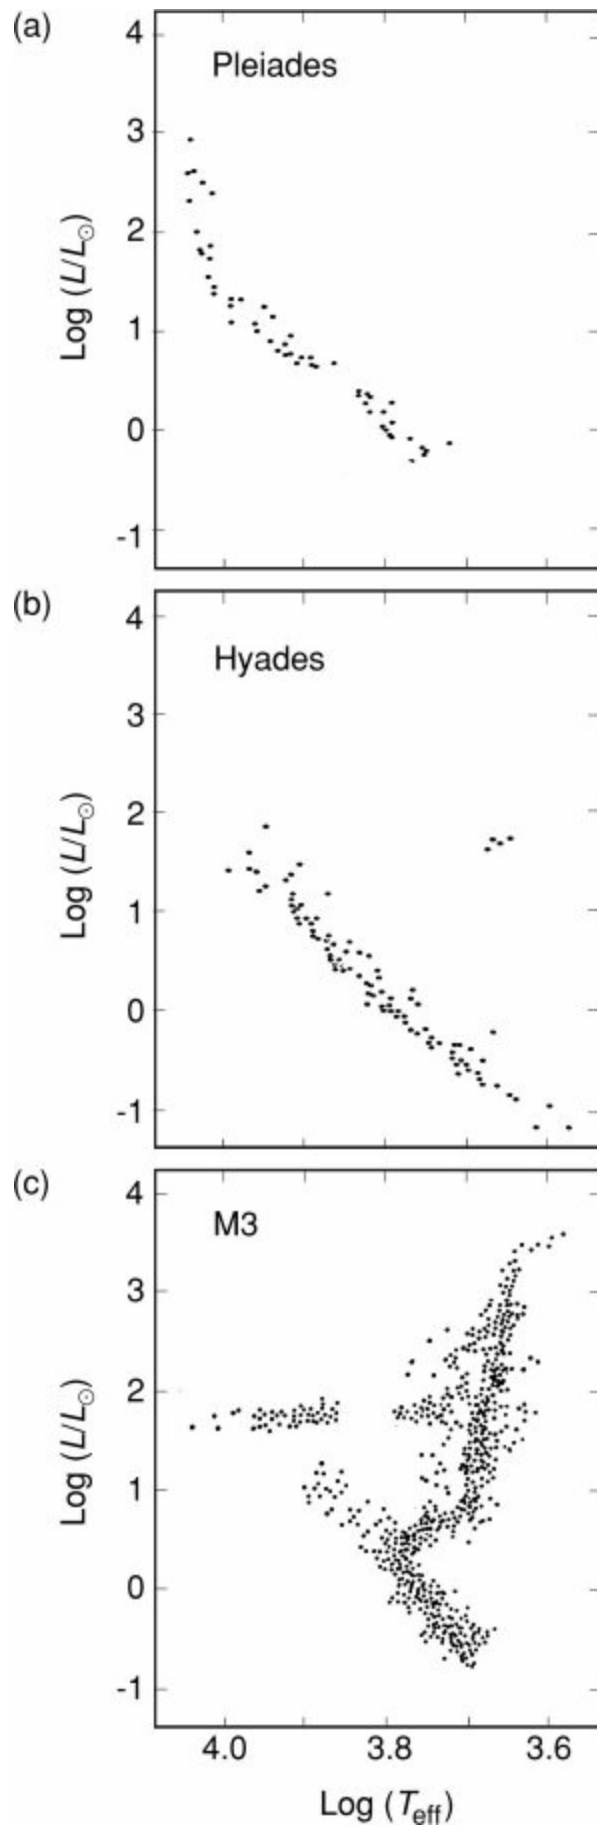 (a)
Pleiades
4
3
2
1
0
-1
Log (L/L☉)
(b)
Hyades
4
3
2
1
0
-1
Log (L/L☉)
(c)
M3
4
3
2
1
0
-1
Log (L/L☉)
4.0 3.8 3.6
Log (Teff)